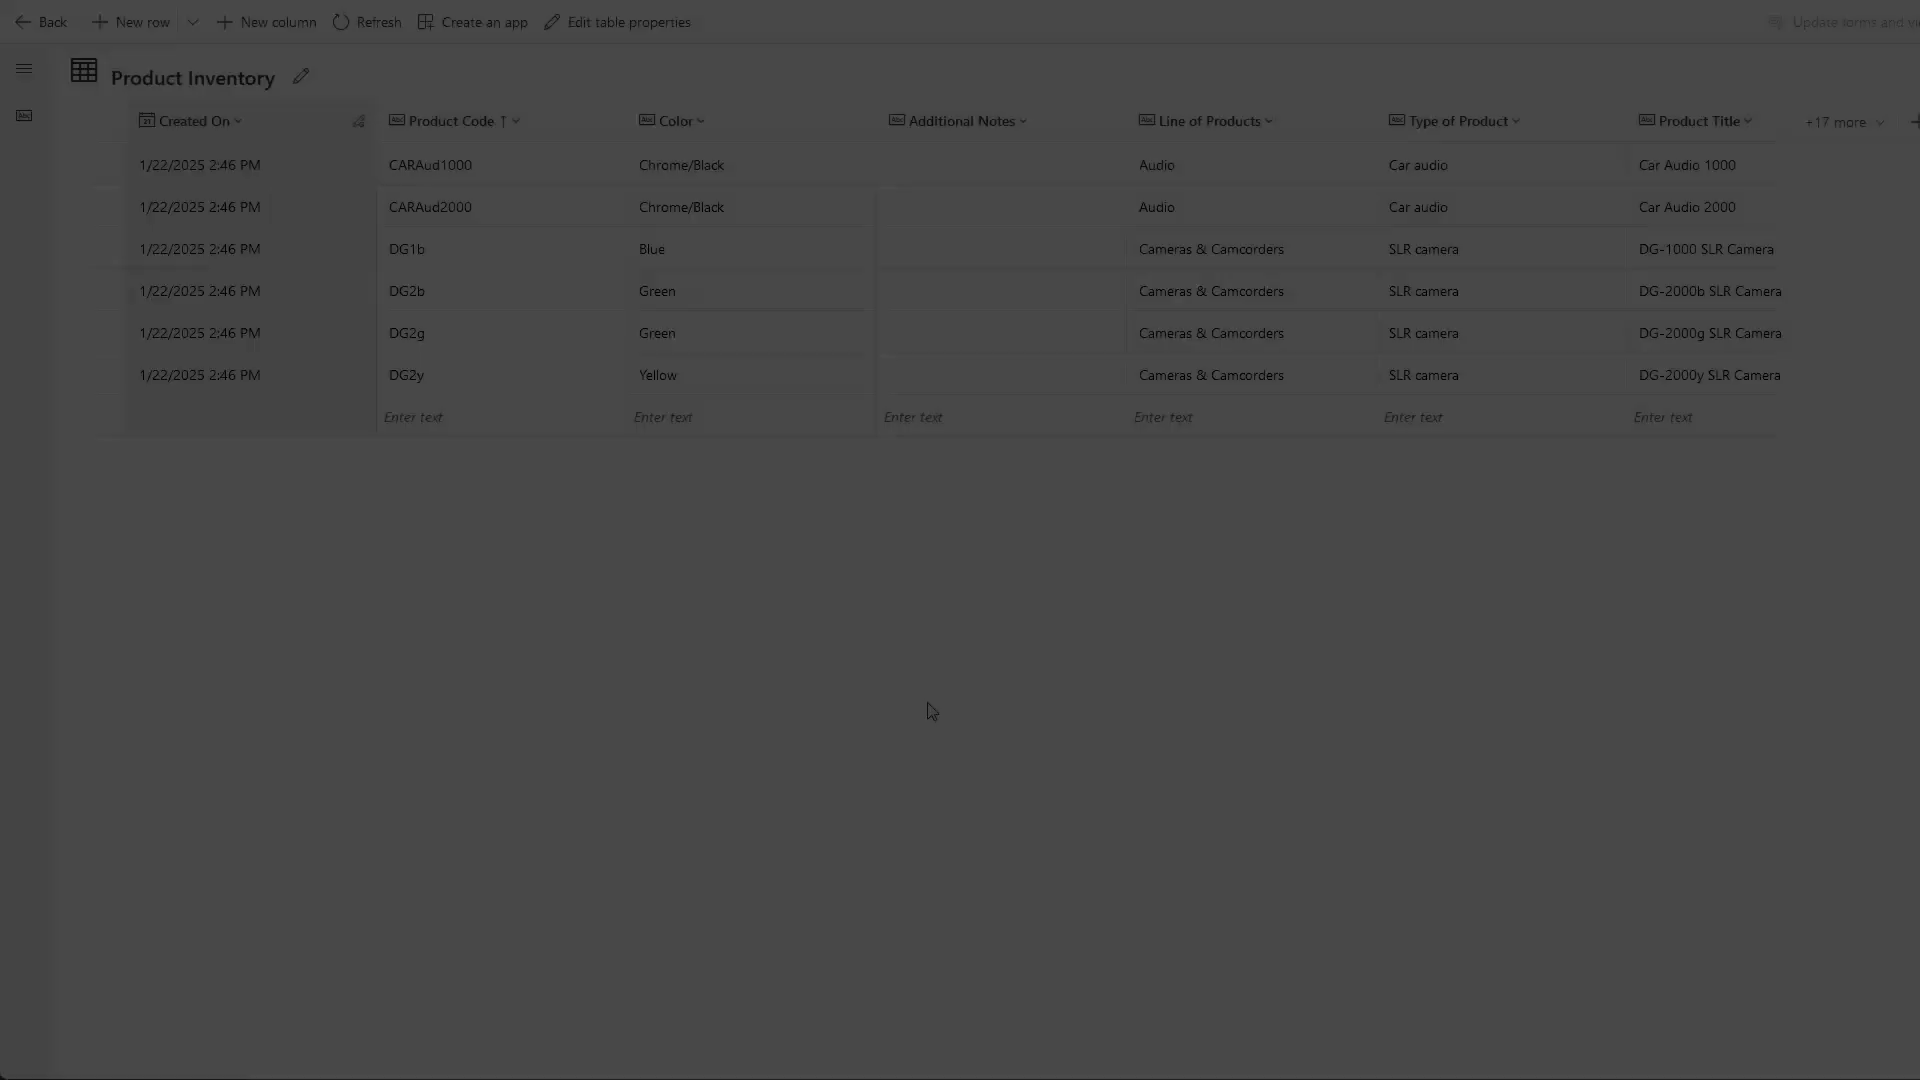 Back New row New column Refresh Create an app Edit table properties Update forms and
Product Inventory
Created On Product Code ↑ Color Additional Notes Line of Products Type of Product Product Title +17 more
1/22/2025 2:46 PM CARAud1000 Chrome/Black Audio Car audio Car Audio 1000
1/22/2025 2:46 PM CARAud2000 Chrome/Black Audio Car audio Car Audio 2000
1/22/2025 2:46 PM DG1b Blue Cameras & Camcorders SLR camera DG-1000 SLR Camera
1/22/2025 2:46 PM DG2b Green Cameras & Camcorders SLR camera DG-2000b SLR Camera
1/22/2025 2:46 PM DG2g Green Cameras & Camcorders SLR camera DG-2000g SLR Camera
1/22/2025 2:46 PM DG2y Yellow Cameras & Camcorders SLR camera DG-2000y SLR Camera
Enter text Enter text Enter text Enter text Enter text Enter text